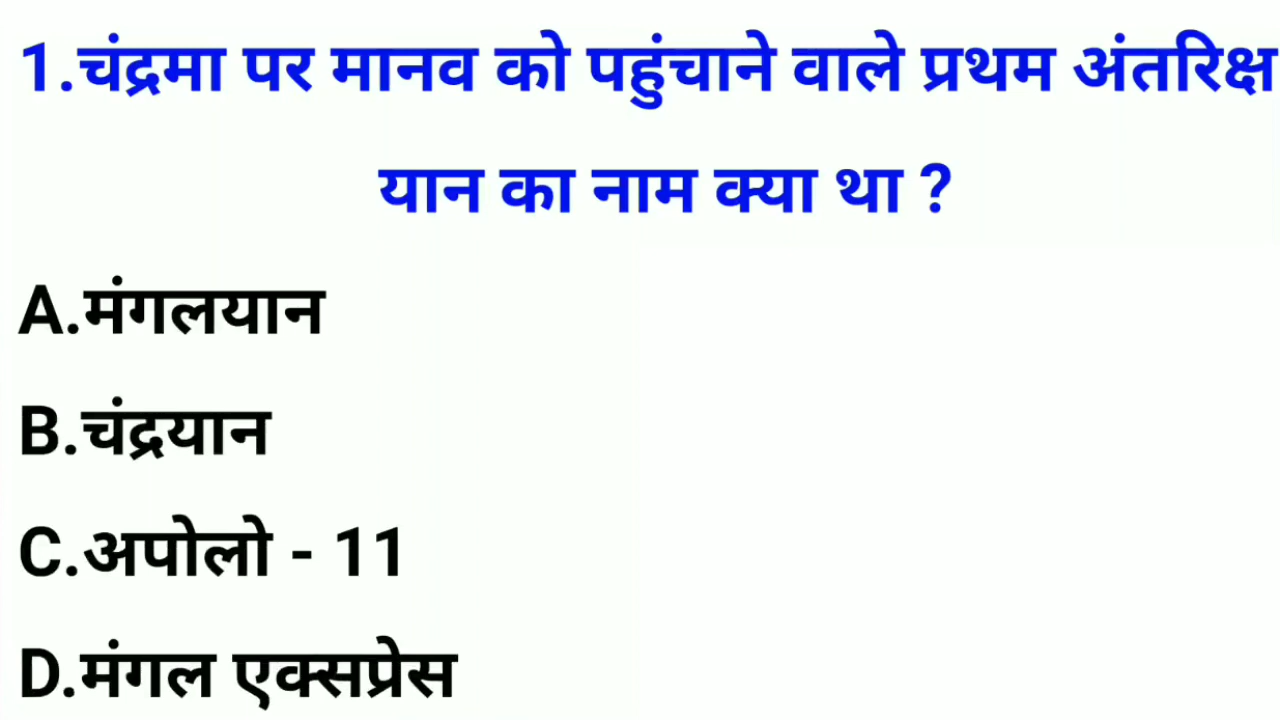 1.चंद्रमा पर मानव को पहुंचाने वाले प्रथम अंतरिक्ष
यान का नाम क्या था ?
A.मंगलयान
B.चंद्रयान
C.अपोलो - 11
D.मंगल एक्सप्रेस